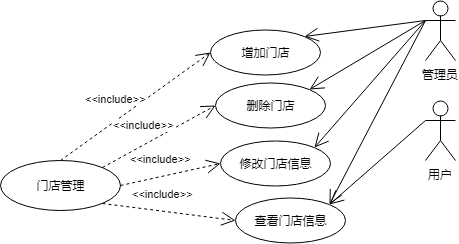 增加门店
管理员
<<include>>
删除门店
<<include>>
修改门店信息
<<include>>
用户
门店管理
<<include>>
查看门店信息